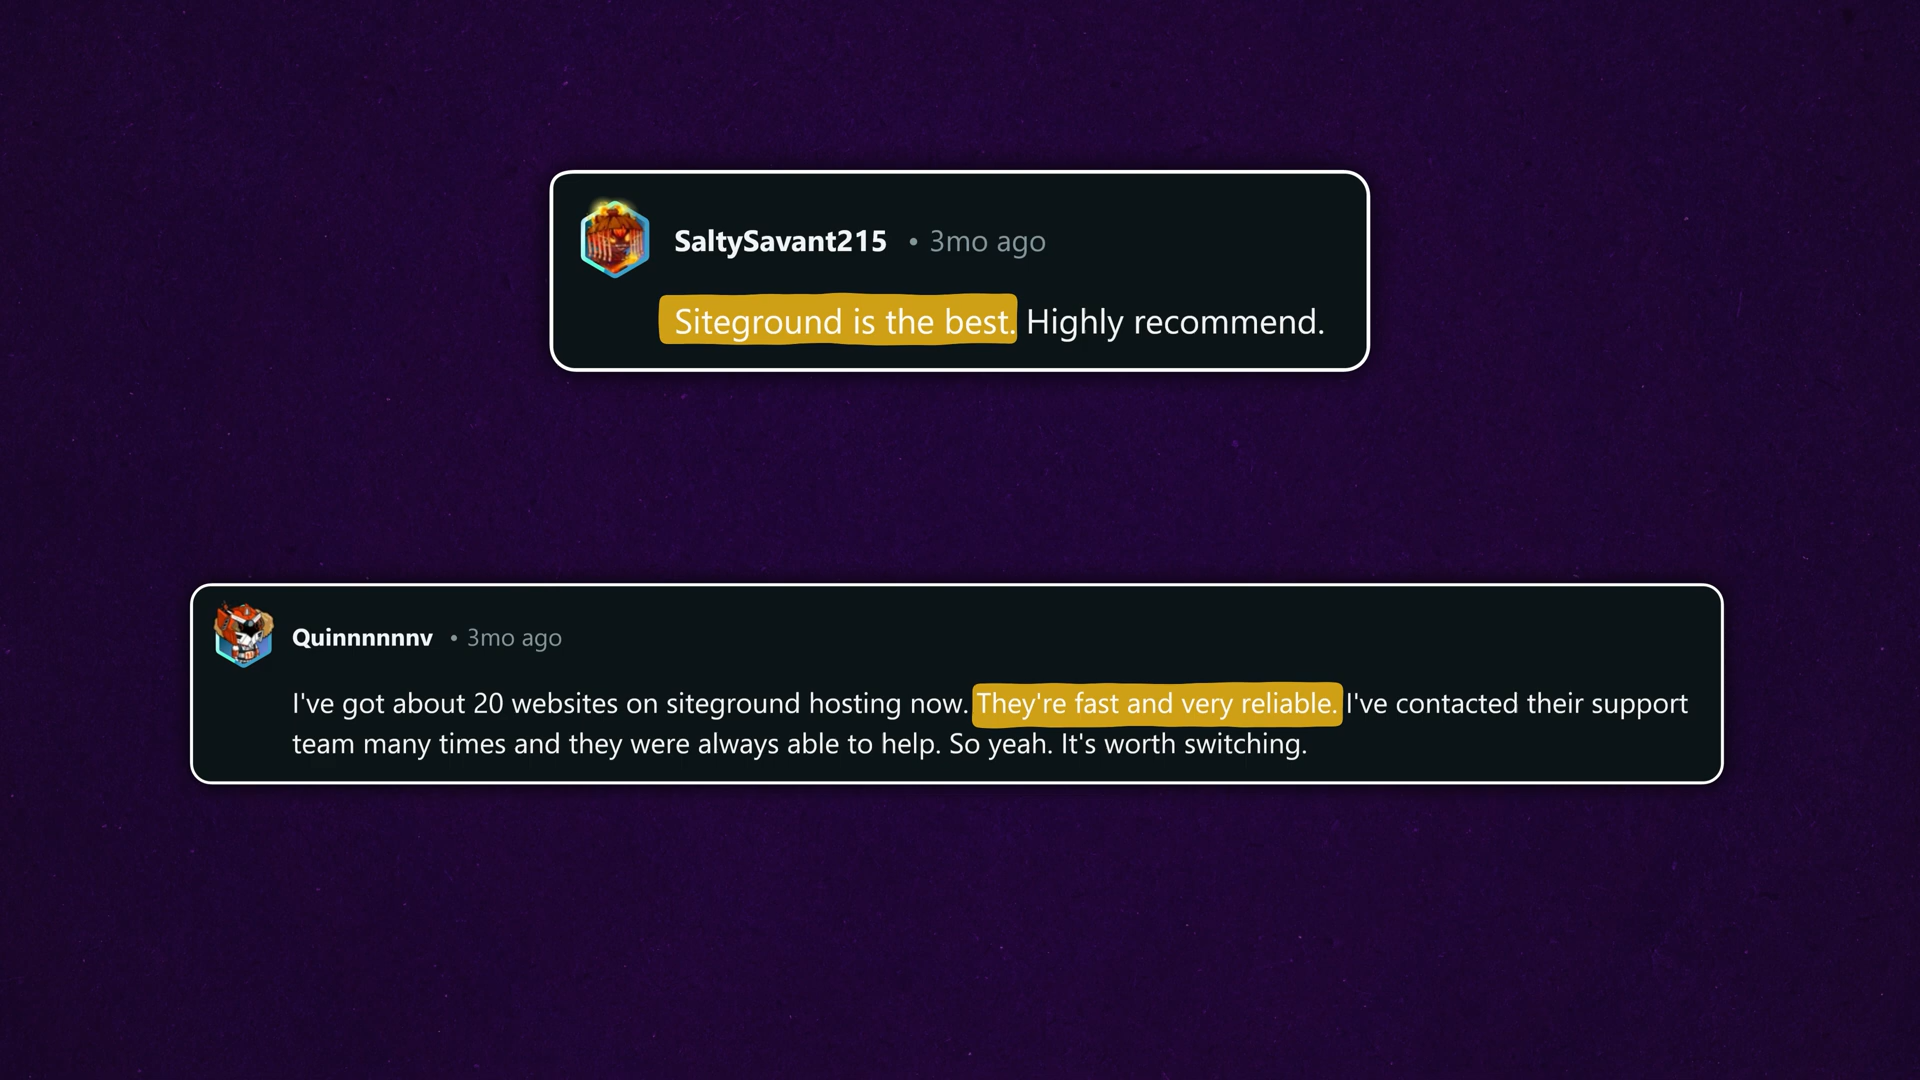 SaltySavant215 • 3mo ago
Siteground is the best. Highly recommend.
Quinnnnnnv • 3mo ago
I've got about 20 websites on siteground hosting now. They're fast and very reliable. I've contacted their support
team many times and they were always able to help. So yeah. It's worth switching.